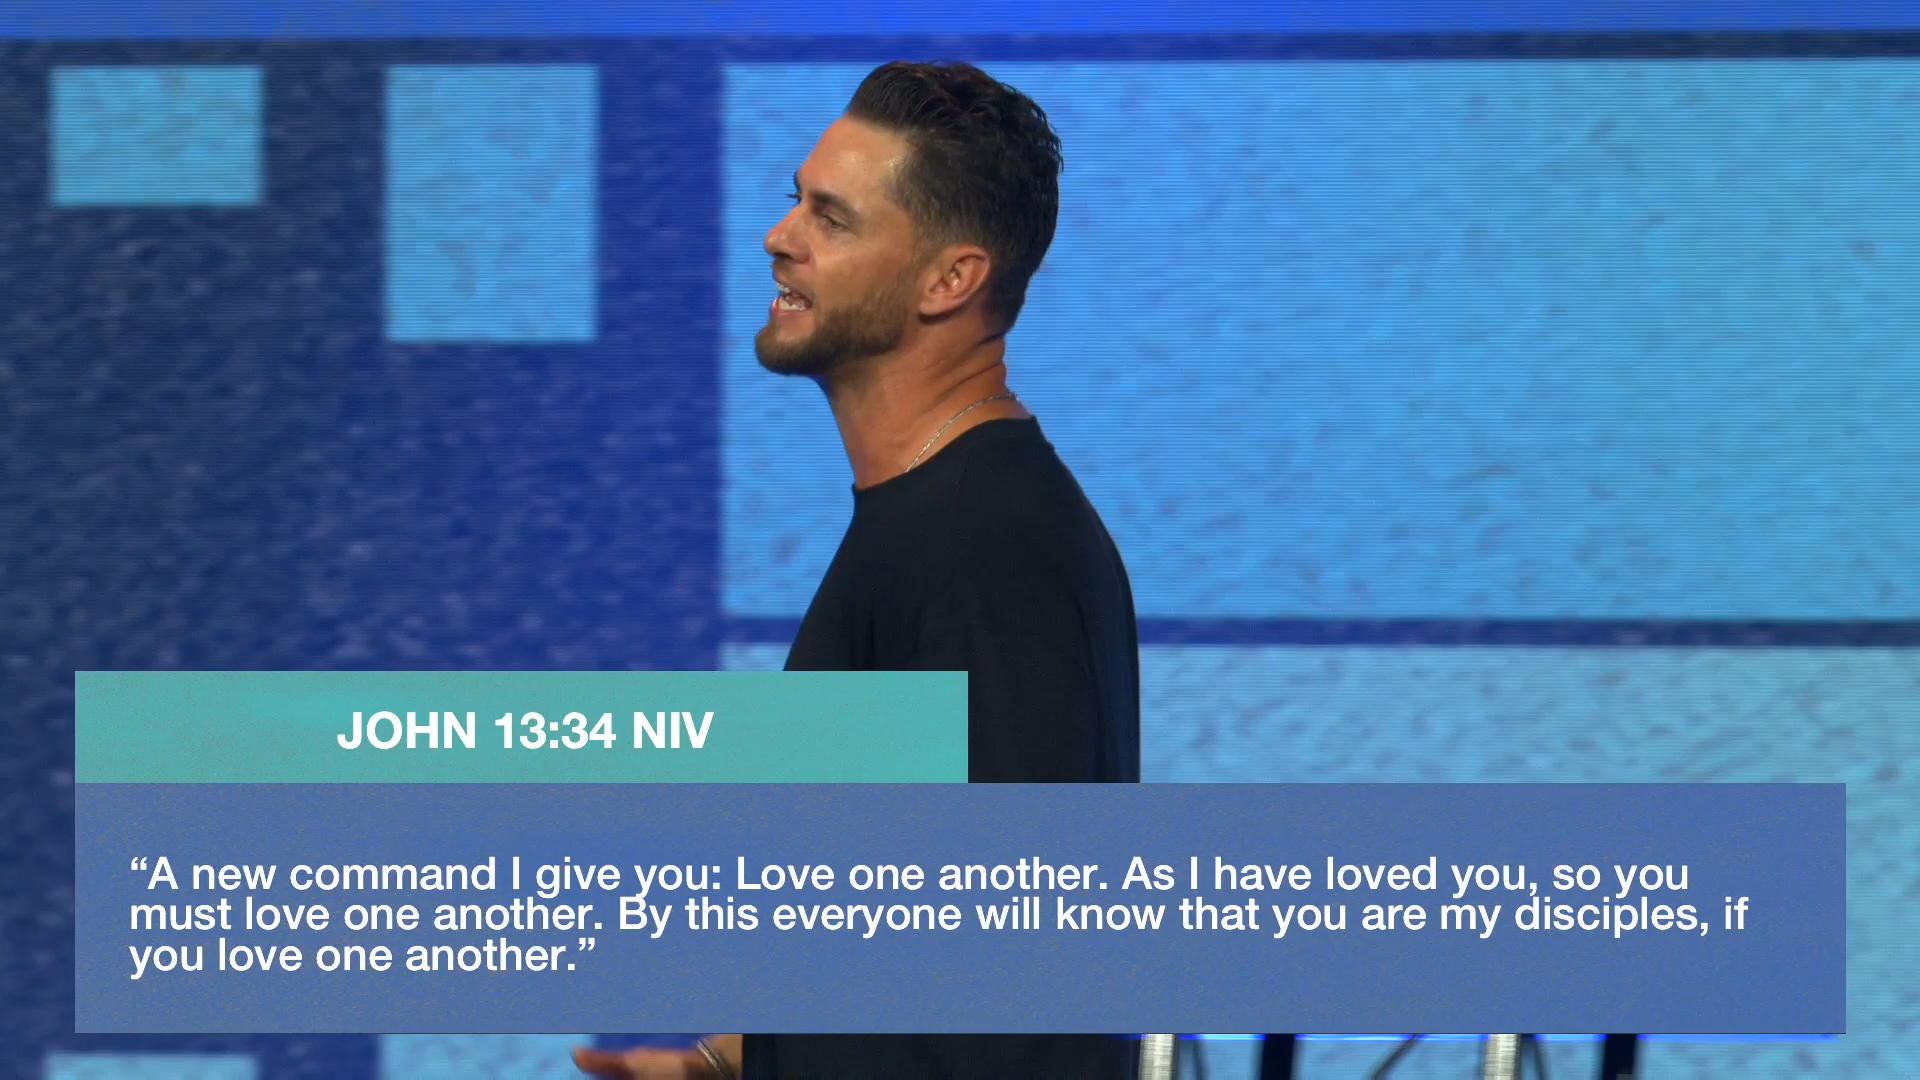 JOHN 13:34 NIV
“A new command I give you: Love one another. As I have loved you, so you
must love one another. By this everyone will know that you are my disciples, if
you love one another.”